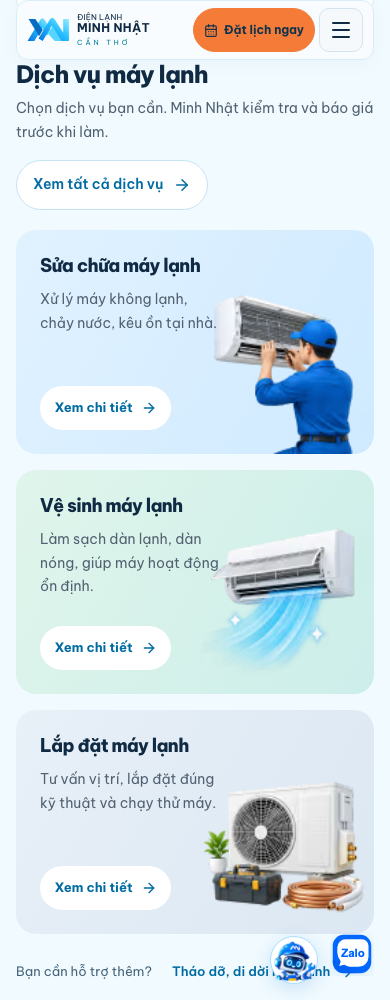 ĐIỆN LẠNH
MINH NHẬT
CẦN THƠ
Đặt lịch ngay
Dịch vụ máy lạnh
Chọn dịch vụ bạn cần. Minh Nhật kiểm tra và báo giá
trước khi làm.
Xem tất cả dịch vụ
Sửa chữa máy lạnh
Xử lý máy không lạnh,
chảy nước, kêu ồn tại nhà.
Xem chi tiết
Vệ sinh máy lạnh
Làm sạch dàn lạnh, dàn
nóng, giúp máy hoạt động
ổn định.
Xem chi tiết
Lắp đặt máy lạnh
Tư vấn vị trí, lắp đặt đúng
kỹ thuật và chạy thử máy.
Xem chi tiết
Bạn cần hỗ trợ thêm? Tháo dỡ, di dời
Zalo